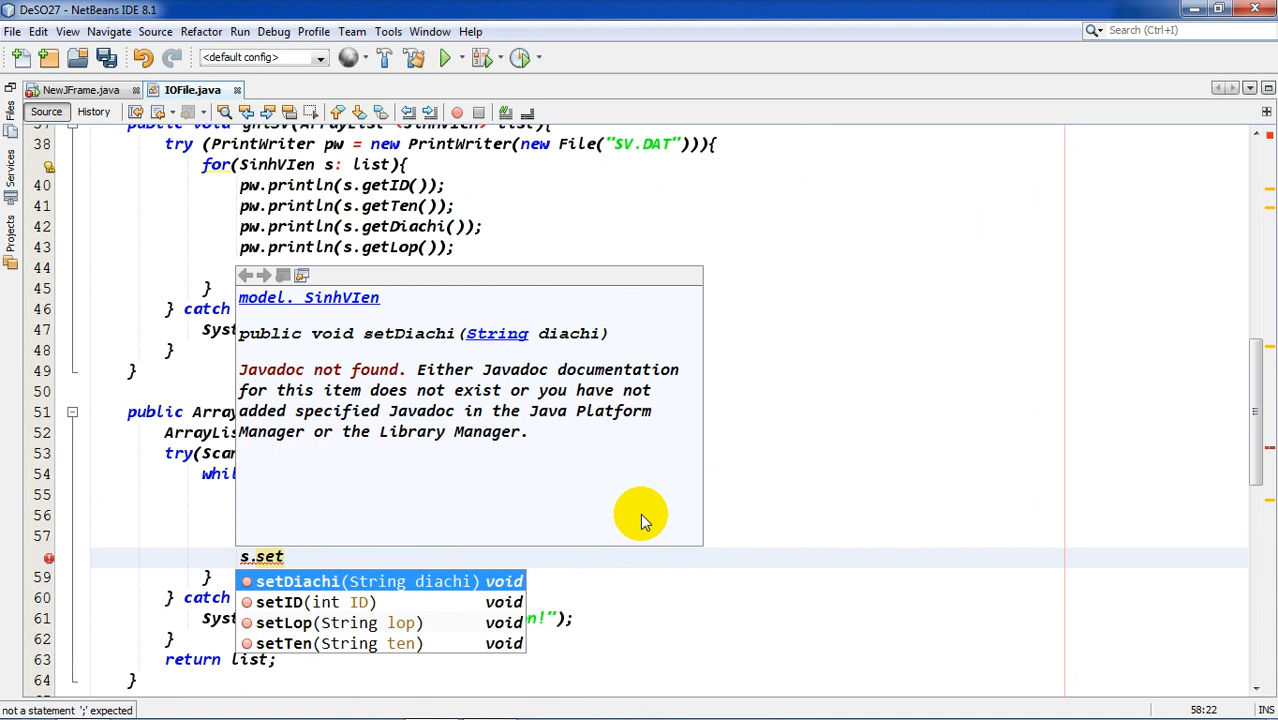 DeSO27 - NetBeans IDE 8.1
File Edit View Navigate Source Refactor Run Debug Profile Team Tools Window Help
Search (Ctrl+I)
<default config>
NewJFrame.java IOFile.java
Source History
Files
Services
Projects
38 try (PrintWriter pw = new PrintWriter(new File("SV.DAT"))){
for(SinhVIen s: list){
40 pw.println(s.getID());
41 pw.println(s.getTen());
42 pw.println(s.getDiachi());
43 pw.println(s.getLop());
44
45 }
46 } catch
47 Syst
48 }
49 }
50
51 public Array
52 ArrayLis
53 try(Scan
54 whil
55
56
57
s.set
59 }
60 } catch
61 Syst n!");
62 }
63 return list;
64 }
model. SinhVIen
public void setDiachi(String diachi)
Javadoc not found. Either Javadoc documentation
for this item does not exist or you have not
added specified Javadoc in the Java Platform
Manager or the Library Manager.
setDiachi(String diachi) void
setID(int ID) void
setLop(String lop) void
setTen(String ten) void
not a statement ';' expected
58:22 INS